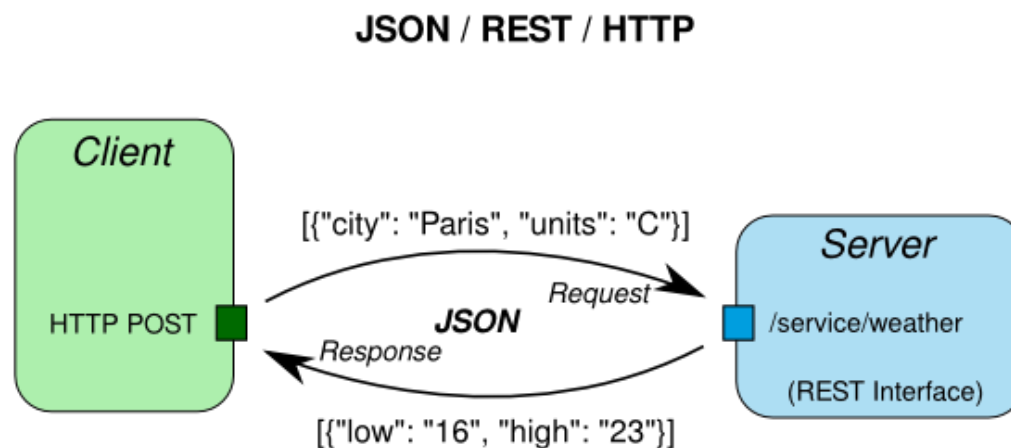 JSON / REST / HTTP
Client
[{"city": "Paris", "units": "C"}]
Server
Request
HTTP POST
JSON
/service/weather
Response
(REST Interface)
[{"low": "16", "high": "23"}]